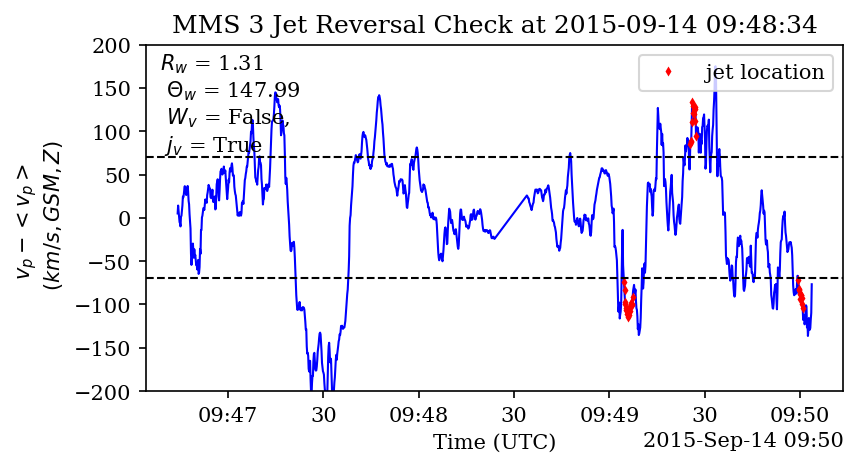 MMS 3 Jet Reversal Check at 2015-09-14 09:48:34
R_w = 1.31
Θ_w = 147.99
W_v = False,
j_v = True
jet location
v_p − < v_p >
(km/s, GSM, Z)
200
150
100
50
0
−50
−100
−150
−200
09:47 30 09:48 30 09:49 30 09:50
Time (UTC)
2015-Sep-14 09:50